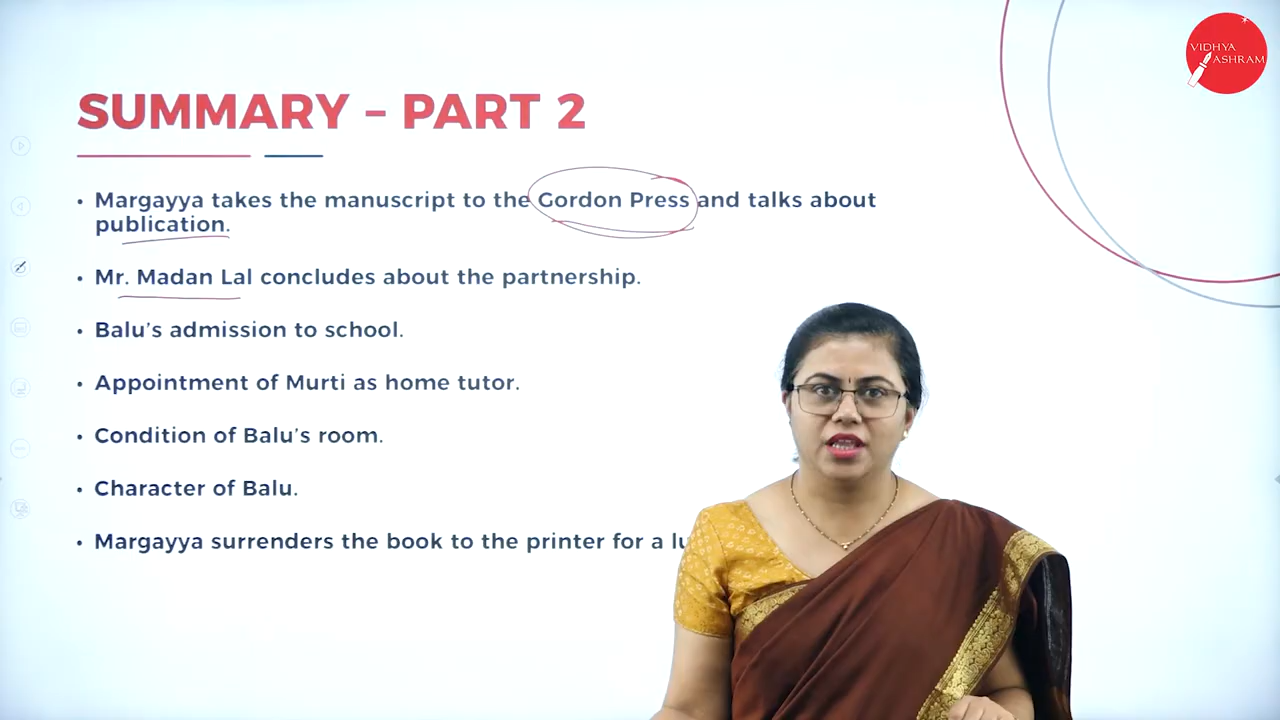 VIDHYA
ASHRAM
SUMMARY – PART 2
• Margayya takes the manuscript to the Gordon Press and talks about
publication.
• Mr. Madan Lal concludes about the partnership.
• Balu's admission to school.
• Appointment of Murti as home tutor.
• Condition of Balu's room.
• Character of Balu.
• Margayya surrenders the book to the printer for a